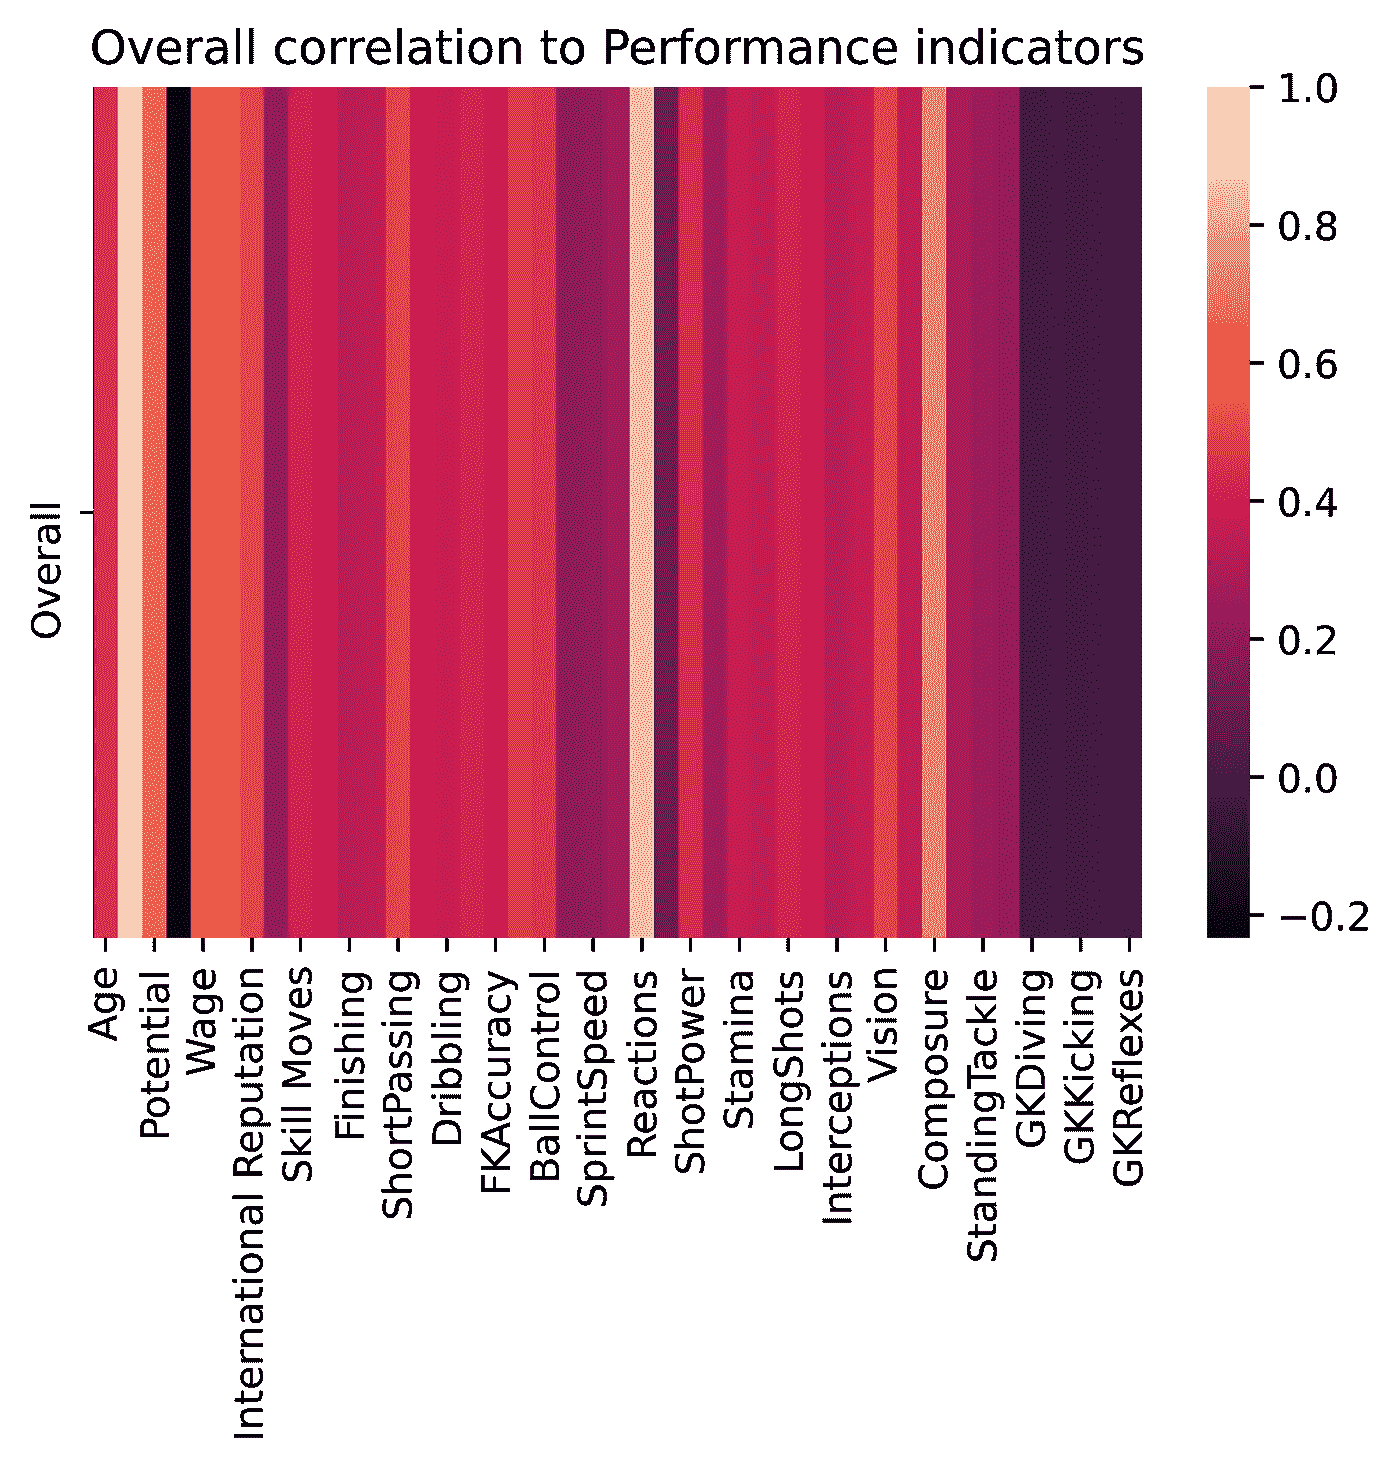 Overall correlation to Performance indicators
1.0
0.8
0.6
0.4
0.2
0.0
−0.2
Overall
Age
Potential
Wage
International Reputation
Skill Moves
Finishing
ShortPassing
Dribbling
FKAccuracy
BallControl
SprintSpeed
Reactions
ShotPower
Stamina
LongShots
Interceptions
Vision
Composure
StandingTackle
GKDiving
GKKicking
GKReflexes